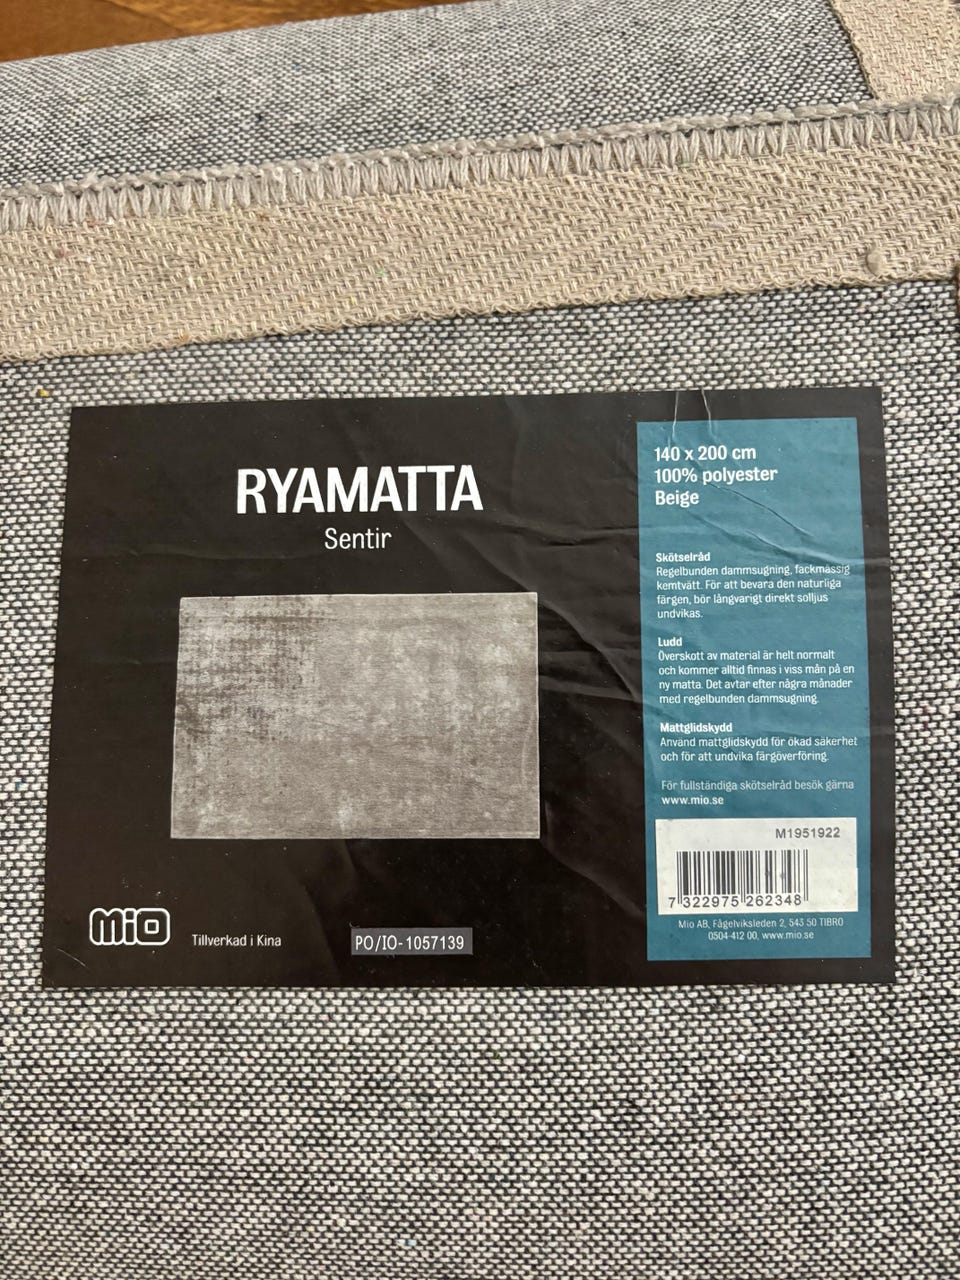 RYAMATTA
Sentir
140 x 200 cm
100% polyester
Beige
Skötselråd
Regelbunden dammsugning, fackmässig
kemtvätt. För att bevara den naturliga
färgen, bör långvarigt direkt solljus
undvikas.
Ludd
Överskott av material är helt normalt
och kommer alltid finnas i viss mån på en
ny matta. Det avtar efter några månader
med regelbunden dammsugning.
Mattglidskydd
Använd mattglidskydd för ökad säkerhet
och för att undvika färgöverföring.
För fullständiga skötselråd besök gärna
www.mio.se
M1951922
7 322975 262348
Mio AB, Fågelviksleden 2, 543 50 TIBRO
0504-412 00, www.mio.se
MIO
Tillverkad i Kina
PO/IO-1057139